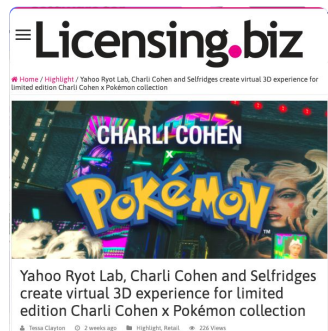 Licensing.biz
Home / Highlight / Yahoo Ryot Lab, Charli Cohen and Selfridges create virtual 3D experience for
limited edition Charli Cohen x Pokémon collection
CHARLI COHEN
x
POKéMON
TM
Yahoo Ryot Lab, Charli Cohen and Selfridges
create virtual 3D experience for limited
edition Charli Cohen x Pokémon collection
Tessa Clayton 2 weeks ago Highlight, Retail 226 Views